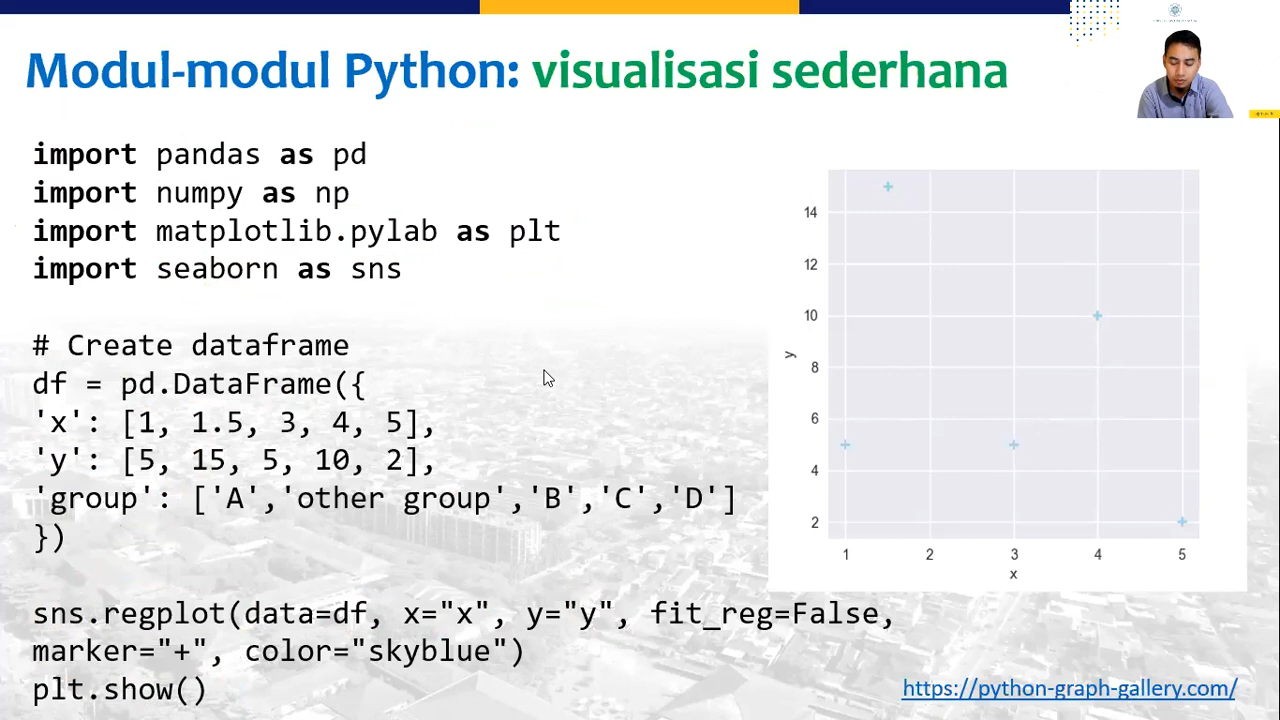 Modul-modul Python: visualisasi sederhana
import pandas as pd
import numpy as np
import matplotlib.pylab as plt
import seaborn as sns
# Create dataframe
df = pd.DataFrame({
'x': [1, 1.5, 3, 4, 5],
'y': [5, 15, 5, 10, 2],
'group': ['A','other group','B','C','D']
})
sns.regplot(data=df, x="x", y="y", fit_reg=False,
marker="+", color="skyblue")
plt.show()
14
12
10
8
6
4
2
y
1 2 3 4 5
x
https://python-graph-gallery.com/